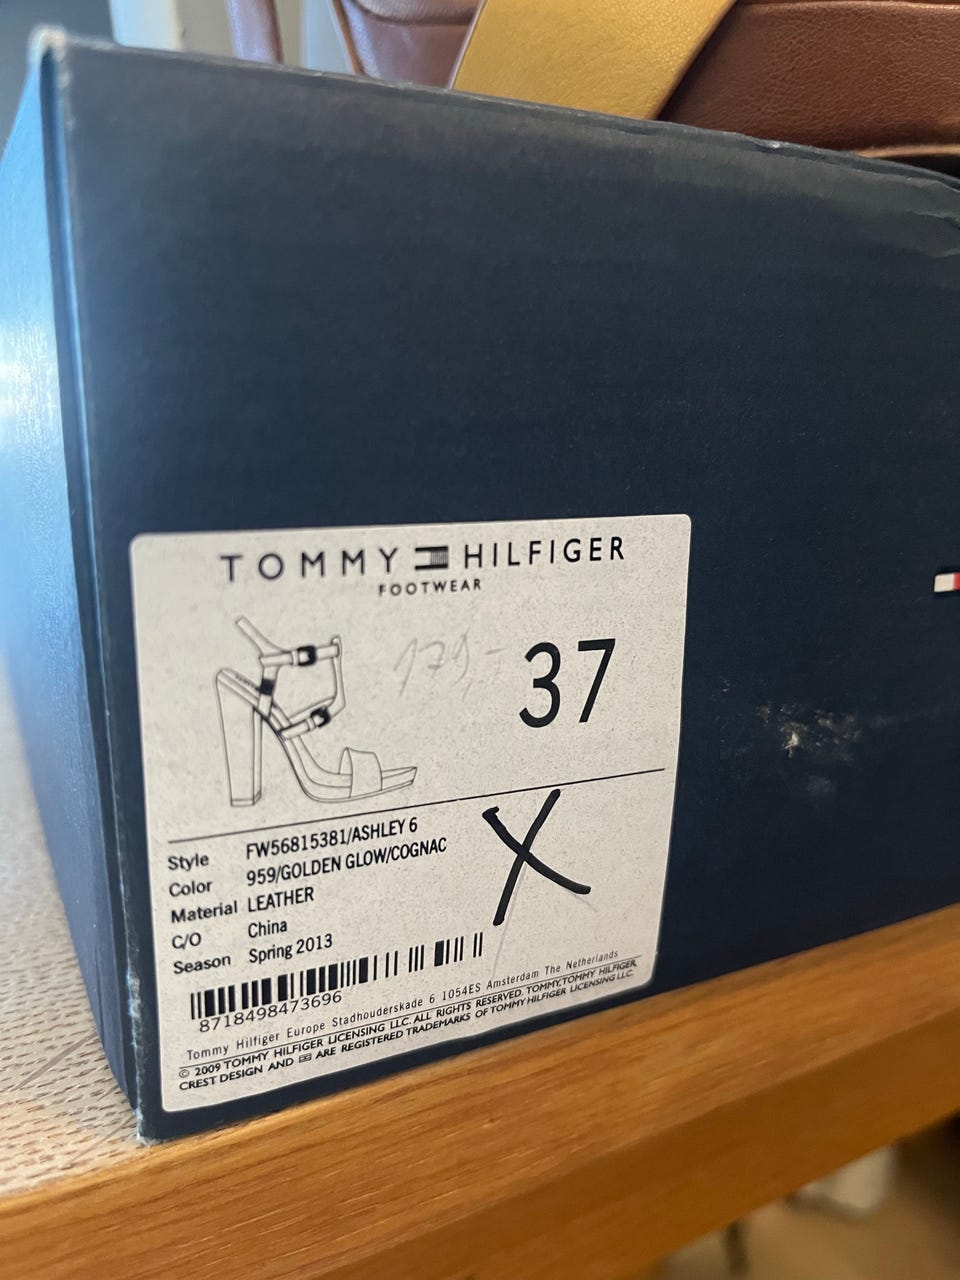 TOMMY HILFIGER
FOOTWEAR
179,-
37
Style FW56815381/ASHLEY 6
Color 959/GOLDEN GLOW/COGNAC
Material LEATHER
C/O China
Season Spring 2013
X
8718498473696
Tommy Hilfiger Europe Stadhouderskade 6 1054ES Amsterdam The Netherlands
© 2009 TOMMY HILFIGER LICENSING LLC. ALL RIGHTS RESERVED. TOMMY,TOMMY HILFIGER,
CREST DESIGN AND ARE REGISTERED TRADEMARKS OF TOMMY HILFIGER LICENSING LLC.